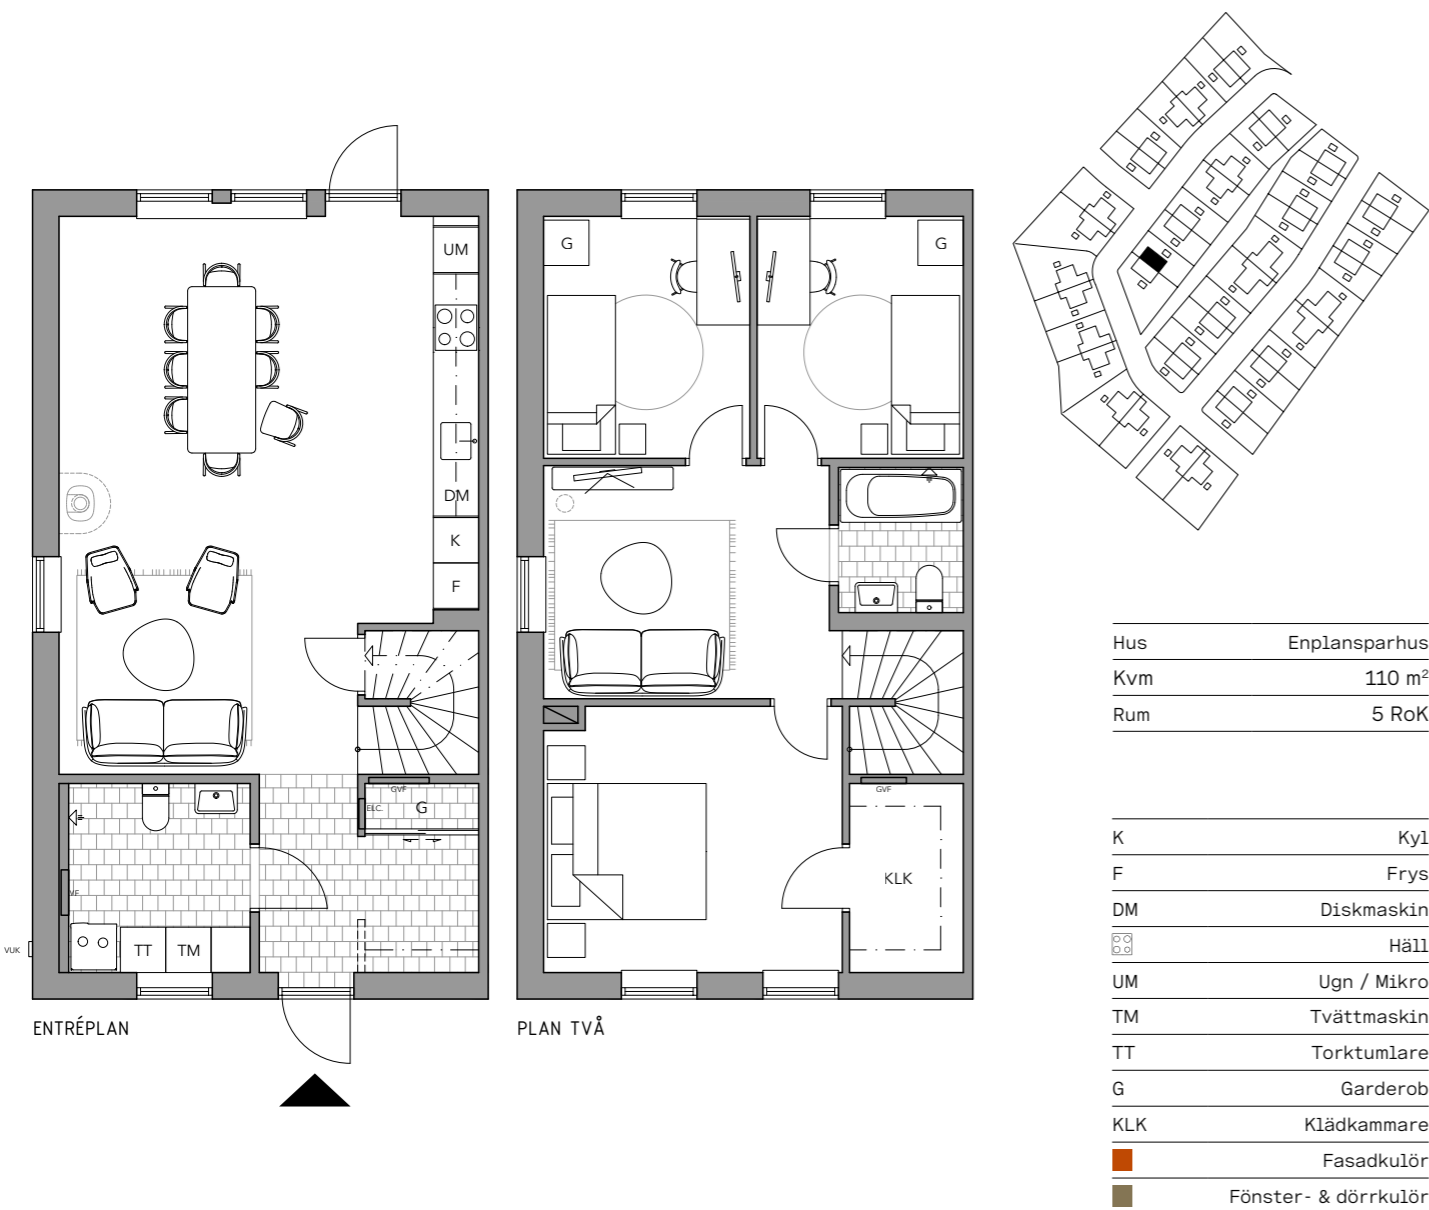 UM
DM
K
F
GVF
ELC.
G
VUK
TT TM
ENTRÉPLAN
G G
GVF
KLK
PLAN TVÅ
Hus Enplansparhus
Kvm 110 m²
Rum 5 RoK
K Kyl
F Frys
DM Diskmaskin
Häll
UM Ugn / Mikro
TM Tvättmaskin
TT Torktumlare
G Garderob
KLK Klädkammare
Fasadkulör
Fönster- & dörrkulör